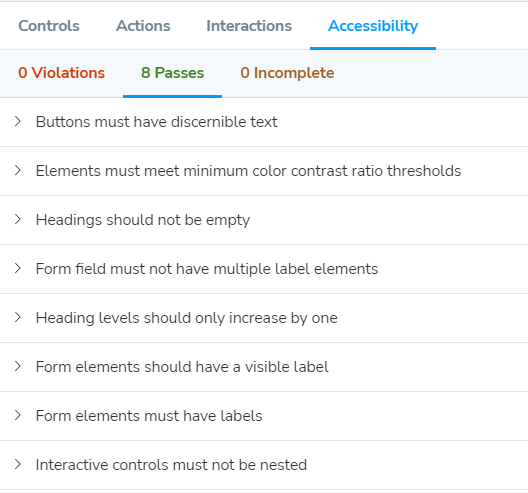 Controls Actions Interactions Accessibility
0 Violations 8 Passes 0 Incomplete
Buttons must have discernible text
Elements must meet minimum color contrast ratio thresholds
Headings should not be empty
Form field must not have multiple label elements
Heading levels should only increase by one
Form elements should have a visible label
Form elements must have labels
Interactive controls must not be nested